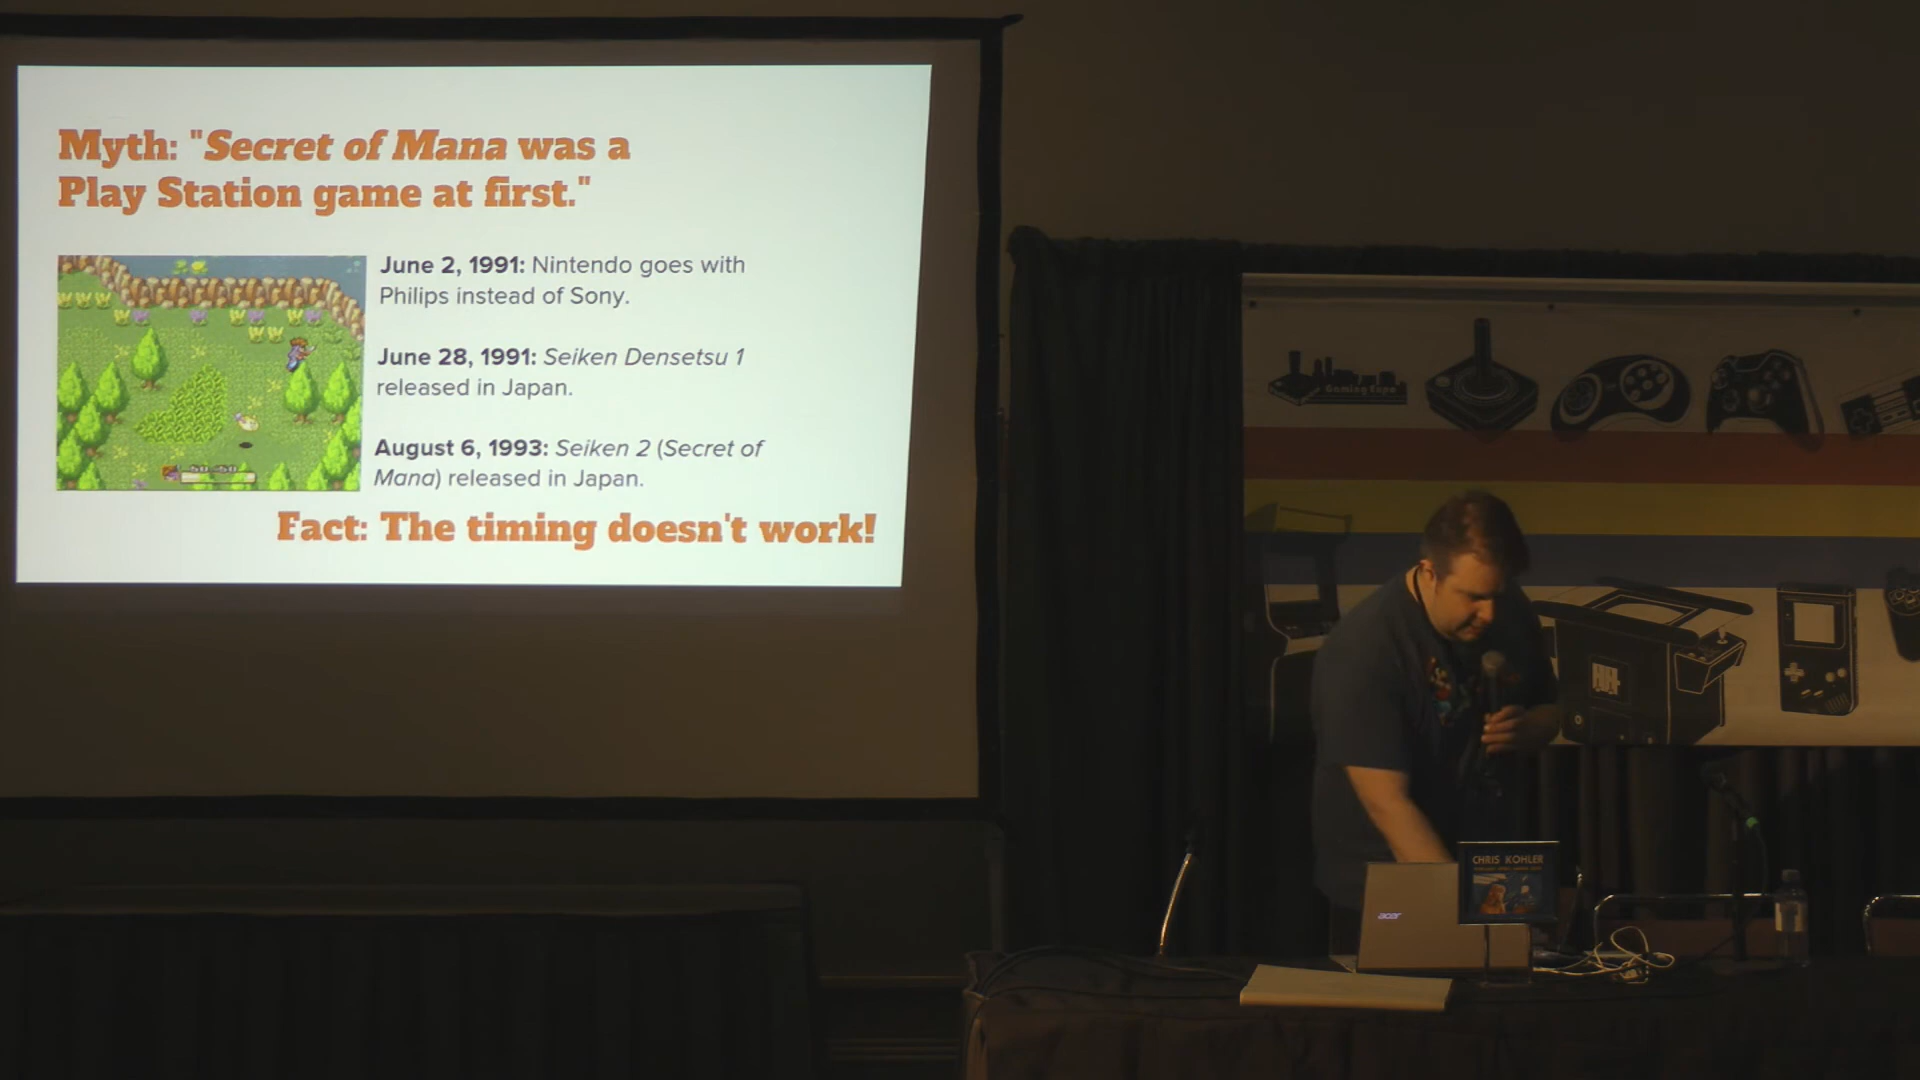 Myth: "Secret of Mana was a
Play Station game at first."
June 2, 1991: Nintendo goes with
Philips instead of Sony.
June 28, 1991: Seiken Densetsu 1
released in Japan.
August 6, 1993: Seiken 2 (Secret of
Mana) released in Japan.
Fact: The timing doesn't work!
Gaming Expo
CHRIS KOHLER
acer